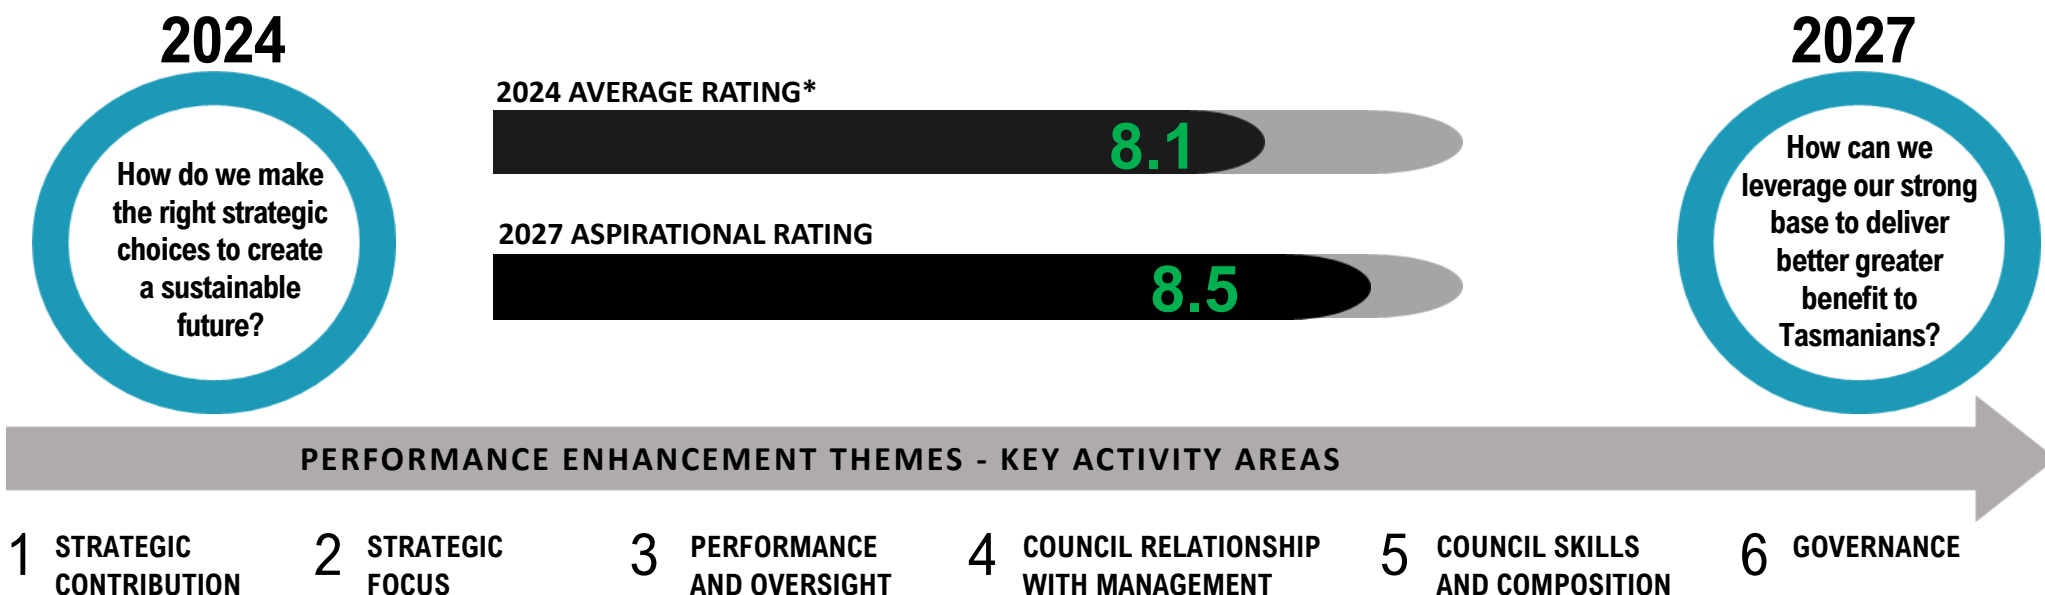 2024
How do we make
the right strategic
choices to create
a sustainable
future?
2024 AVERAGE RATING*
8.1
2027 ASPIRATIONAL RATING
8.5
2027
How can we
leverage our strong
base to deliver
better greater
benefit to
Tasmanians?
PERFORMANCE ENHANCEMENT THEMES - KEY ACTIVITY AREAS
1 STRATEGIC
CONTRIBUTION
2 STRATEGIC
FOCUS
3 PERFORMANCE
AND OVERSIGHT
4 COUNCIL RELATIONSHIP
WITH MANAGEMENT
5 COUNCIL SKILLS
AND COMPOSITION
6 GOVERNANCE